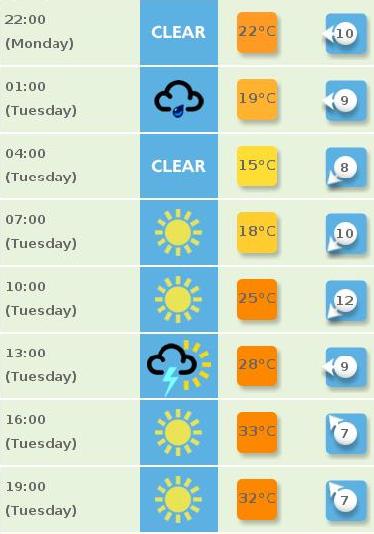 22:00
(Monday)
CLEAR
22°C
10
01:00
(Tuesday)
19°C
9
04:00
(Tuesday)
CLEAR
15°C
8
07:00
(Tuesday)
18°C
10
10:00
(Tuesday)
25°C
12
13:00
(Tuesday)
28°C
9
16:00
(Tuesday)
33°C
7
19:00
(Tuesday)
32°C
7